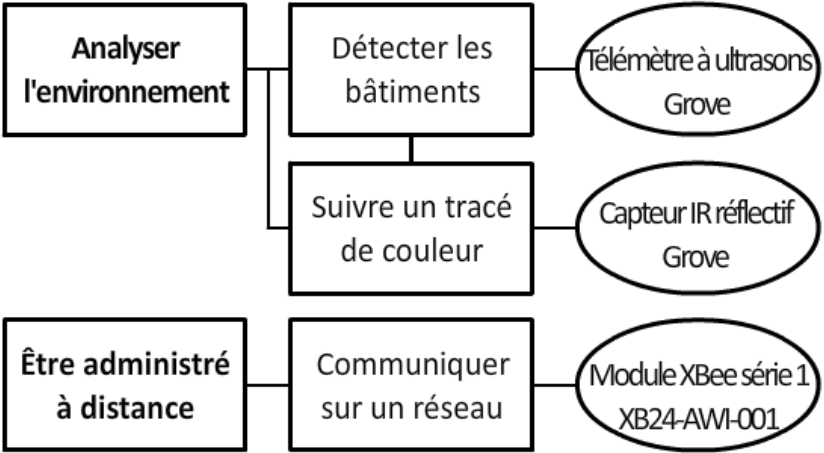 Analyser
l'environnement
Détecter les
bâtiments
Télémètre à ultrasons
Grove
Suivre un tracé
de couleur
Capteur IR réflectif
Grove
Être administré
à distance
Communiquer
sur un réseau
Module XBee série 1
XB24-AWI-001